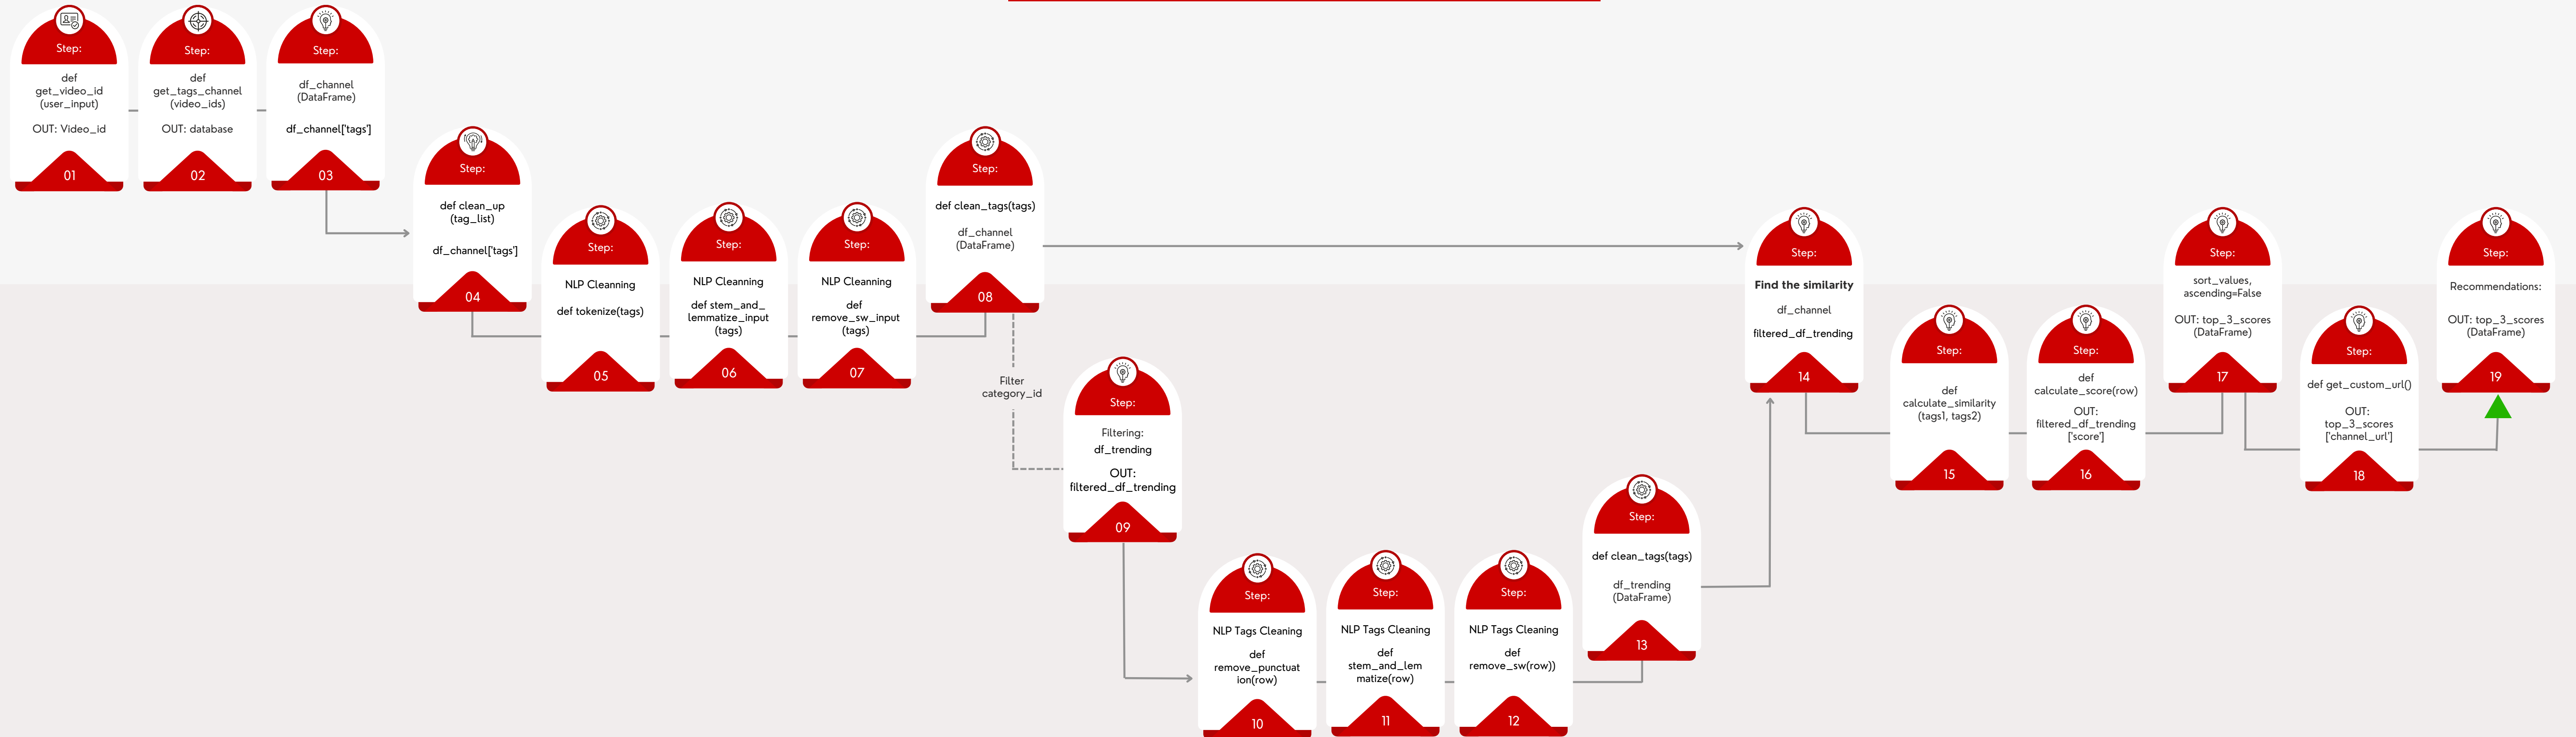 Step:
def
get_video_id
(user_input)
OUT: Video_id
01
Step:
def
get_tags_channel
(video_ids)
OUT: database
02
Step:
df_channel
(DataFrame)
df_channel['tags']
03
Step:
def clean_up
(tag_list)
df_channel['tags']
04
Step:
NLP Cleanning
def tokenize(tags)
05
Step:
NLP Cleanning
def stem_and_
lemmatize_input
(tags)
06
Step:
NLP Cleanning
def
remove_sw_input
(tags)
07
Step:
def clean_tags(tags)
df_channel
(DataFrame)
08
Filter
category_id
Step:
Filtering:
df_trending
OUT:
filtered_df_trending
09
Step:
NLP Tags Cleaning
def
remove_punctuat
ion(row)
10
Step:
NLP Tags Cleaning
def
stem_and_lem
matize(row)
11
Step:
NLP Tags Cleaning
def
remove_sw(row))
12
Step:
def clean_tags(tags)
df_trending
(DataFrame)
13
Step:
Find the similarity
df_channel
filtered_df_trending
14
Step:
def
calculate_similarity
(tags1, tags2)
15
Step:
def
calculate_score(row)
OUT:
filtered_df_trending
['score']
16
Step:
sort_values,
ascending=False
OUT: top_3_scores
(DataFrame)
17
Step:
def get_custom_url()
OUT:
top_3_scores
['channel_url']
18
Step:
Recommendations:
OUT: top_3_scores
(DataFrame)
19